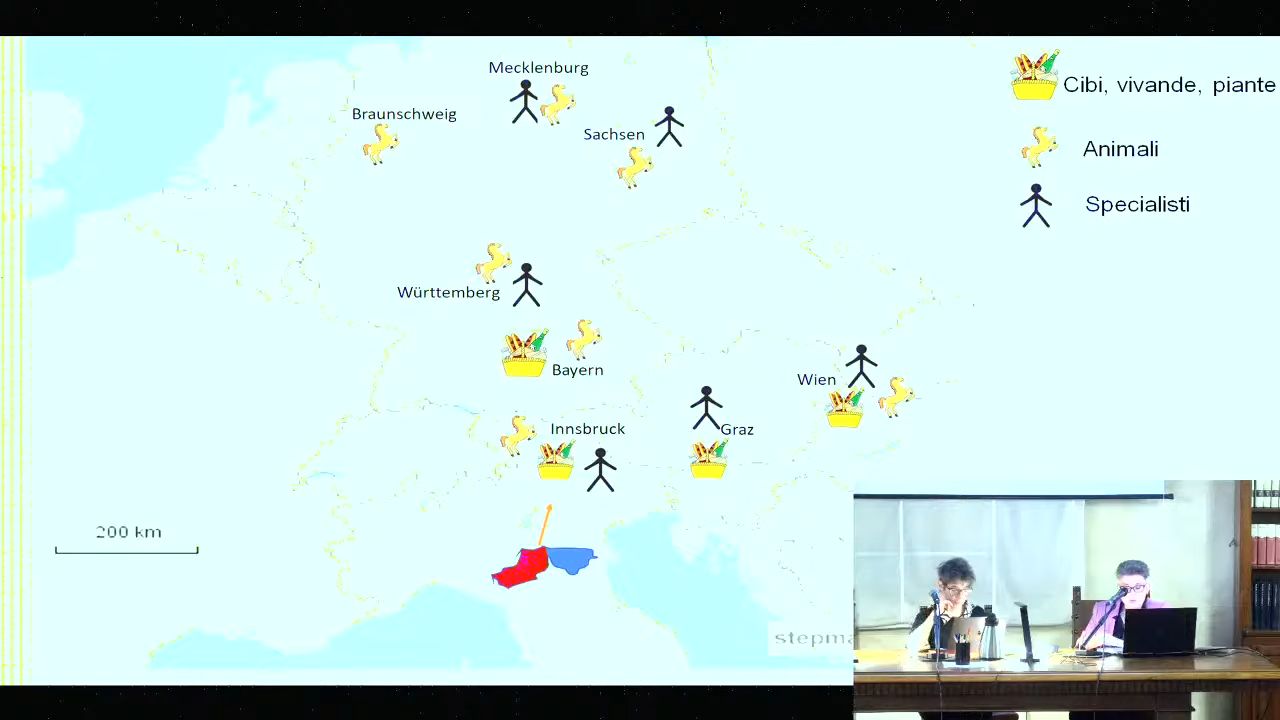 Mecklenburg
Braunschweig
Sachsen
Württemberg
Bayern
Wien
Innsbruck
Graz
200 km
Cibi, vivande, piante
Animali
Specialisti
stepma